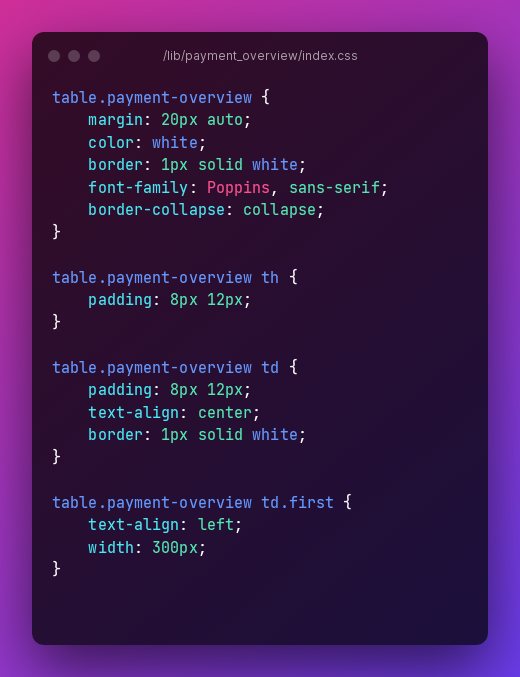 /lib/payment_overview/index.css
table.payment-overview {
    margin: 20px auto;
    color: white;
    border: 1px solid white;
    font-family: Poppins, sans-serif;
    border-collapse: collapse;
}

table.payment-overview th {
    padding: 8px 12px;
}

table.payment-overview td {
    padding: 8px 12px;
    text-align: center;
    border: 1px solid white;
}

table.payment-overview td.first {
    text-align: left;
    width: 300px;
}